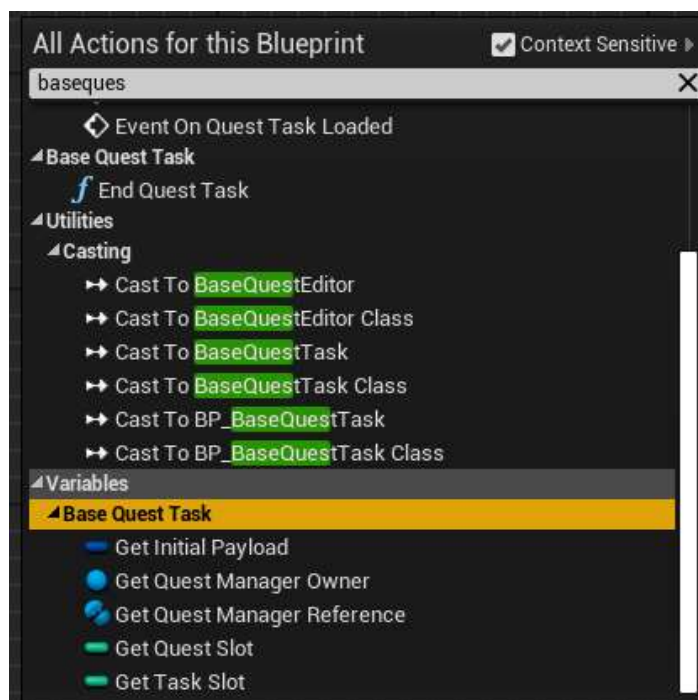 All Actions for this Blueprint Context Sensitive
baseques
Event On Quest Task Loaded
Base Quest Task
End Quest Task
Utilities
Casting
Cast To BaseQuestEditor
Cast To BaseQuestEditor Class
Cast To BaseQuestTask
Cast To BaseQuestTask Class
Cast To BP_BaseQuestTask
Cast To BP_BaseQuestTask Class
Variables
Base Quest Task
Get Initial Payload
Get Quest Manager Owner
Get Quest Manager Reference
Get Quest Slot
Get Task Slot